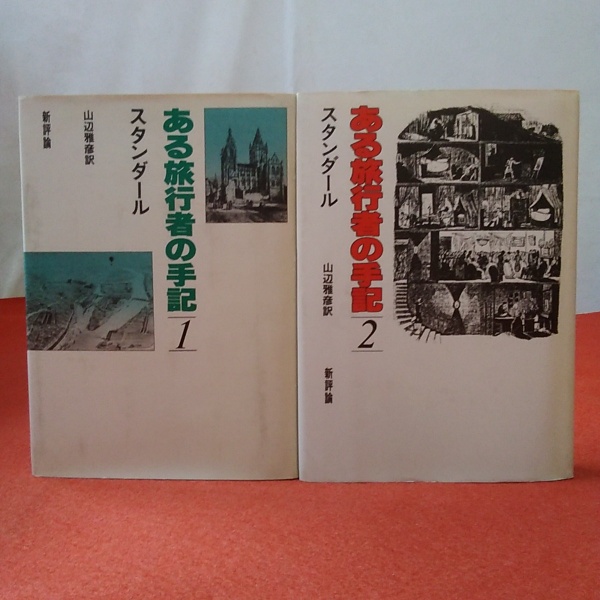 ある旅行者の手記
1
スタンダール
山辺雅彦訳
新評論
ある旅行者の手記
2
スタンダール
山辺雅彦訳
新評論